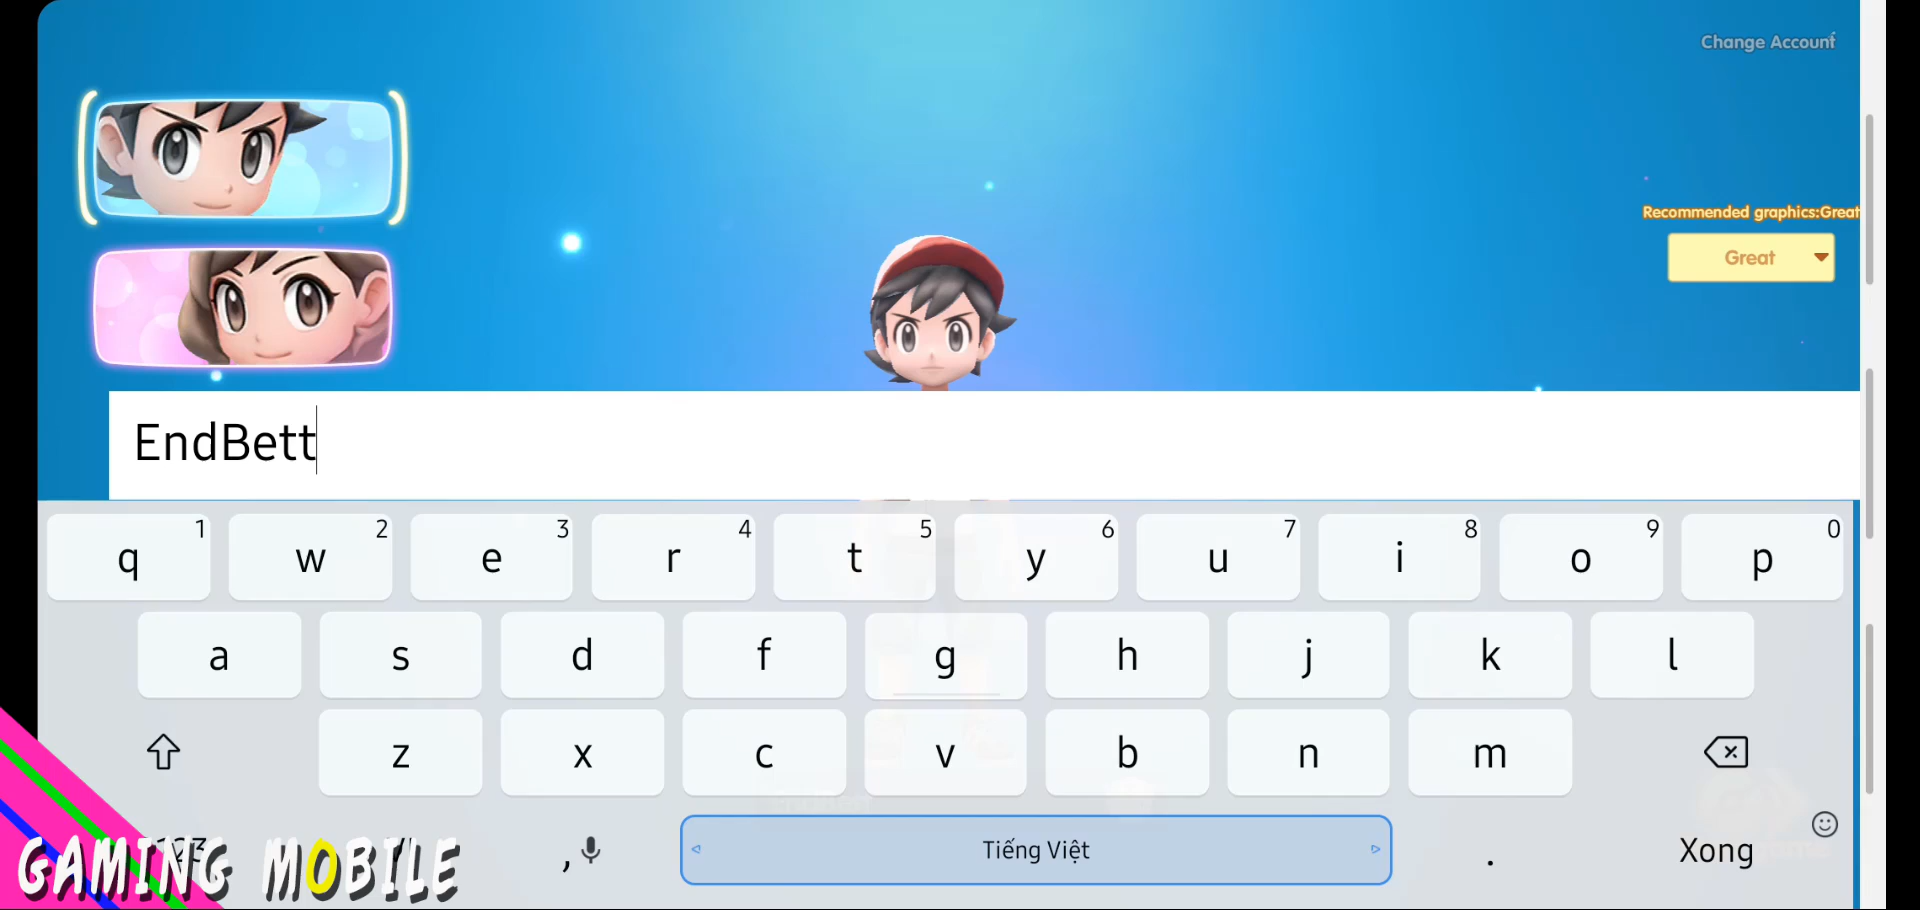 Change Account
Recommended graphics:Great
Great
EndBett
1 2 3 4 5 6 7 8 9 0
q w e r t y u i o p
a s d f g h j k l
z x c v b n m
, Tiếng Việt . Xong
GAMING MOBILE